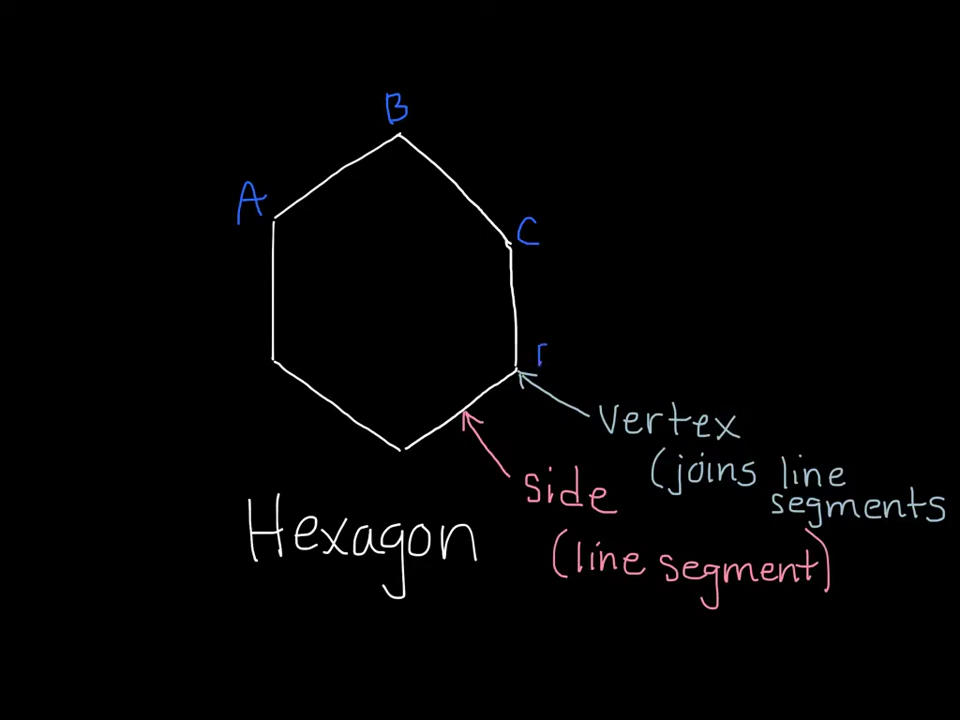 B
A
C
vertex
(joins line
segments
side
(line segment)
Hexagon